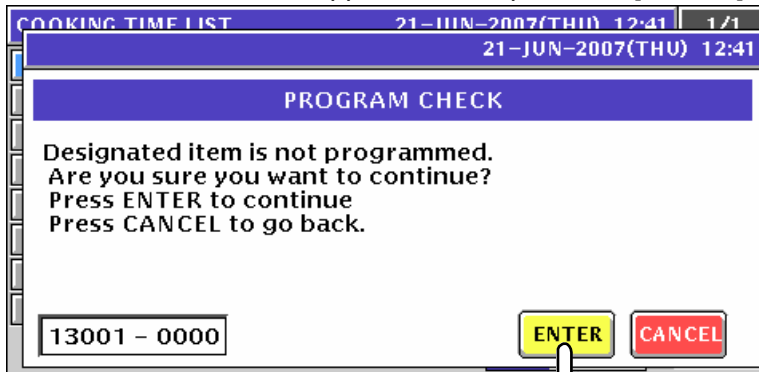 COOKING TIME LIST 21-JUN-2007(THU) 12:41 1/1
21-JUN-2007(THU) 12:41
PROGRAM CHECK
Designated item is not programmed.
Are you sure you want to continue?
Press ENTER to continue
Press CANCEL to go back.
13001 - 0000 ENTER CANCEL